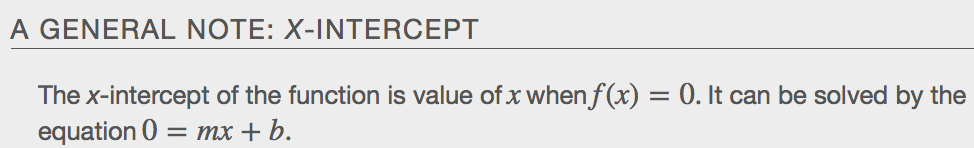 A GENERAL NOTE: X-INTERCEPT
The x-intercept of the function is value of x when f(x) = 0. It can be solved by the
equation 0 = mx + b.